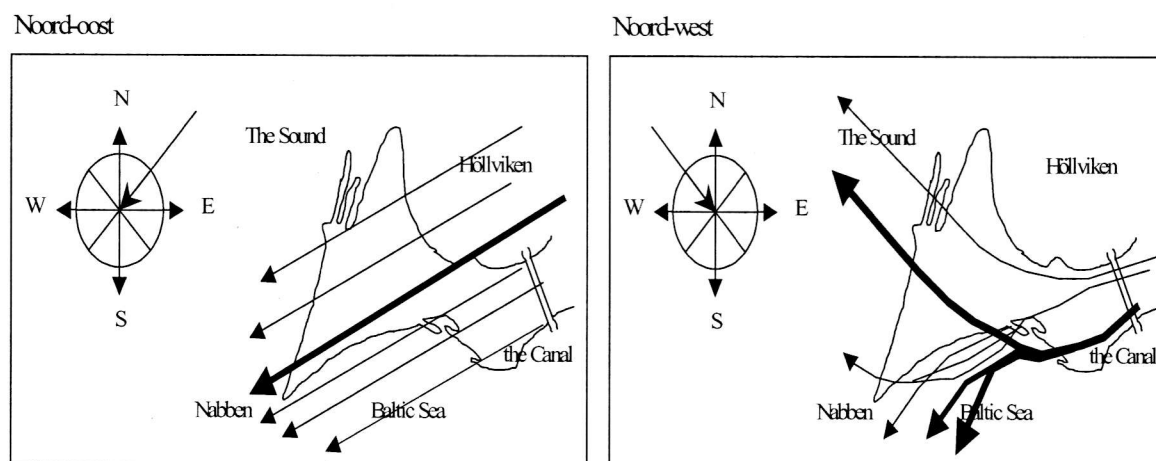 Noord-oost
N
The Sound
Höllviken
W
E
S
the Canal
Nabben
Baltic Sea
Noord-west
N
The Sound
Höllviken
W
E
S
the Canal
Nabben
Baltic Sea